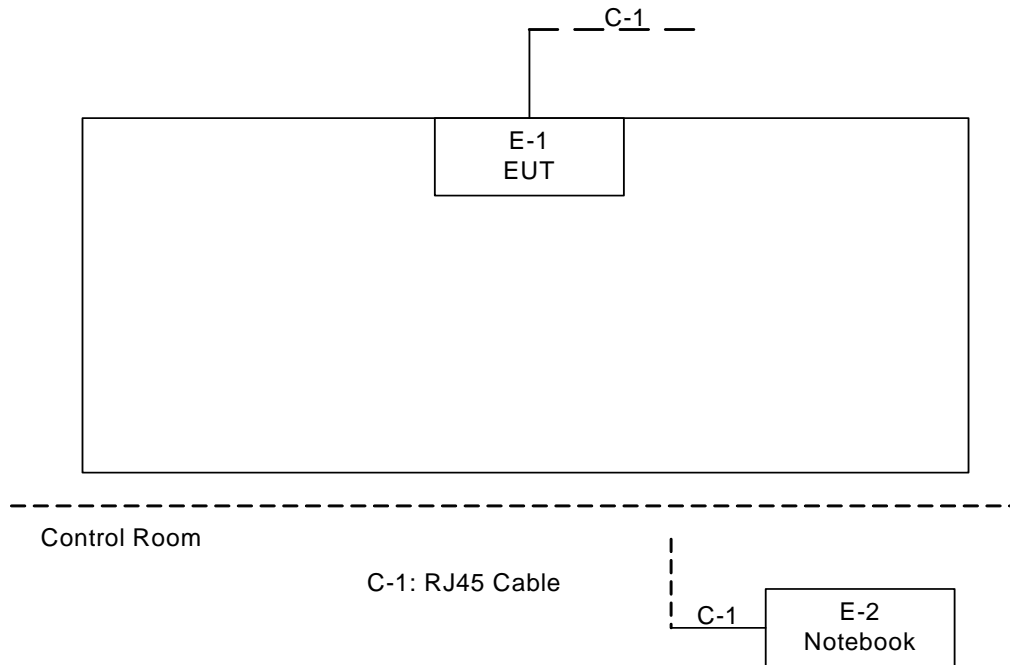 C-1
E-1
EUT
Control Room
C-1: RJ45 Cable
C-1
E-2
Notebook